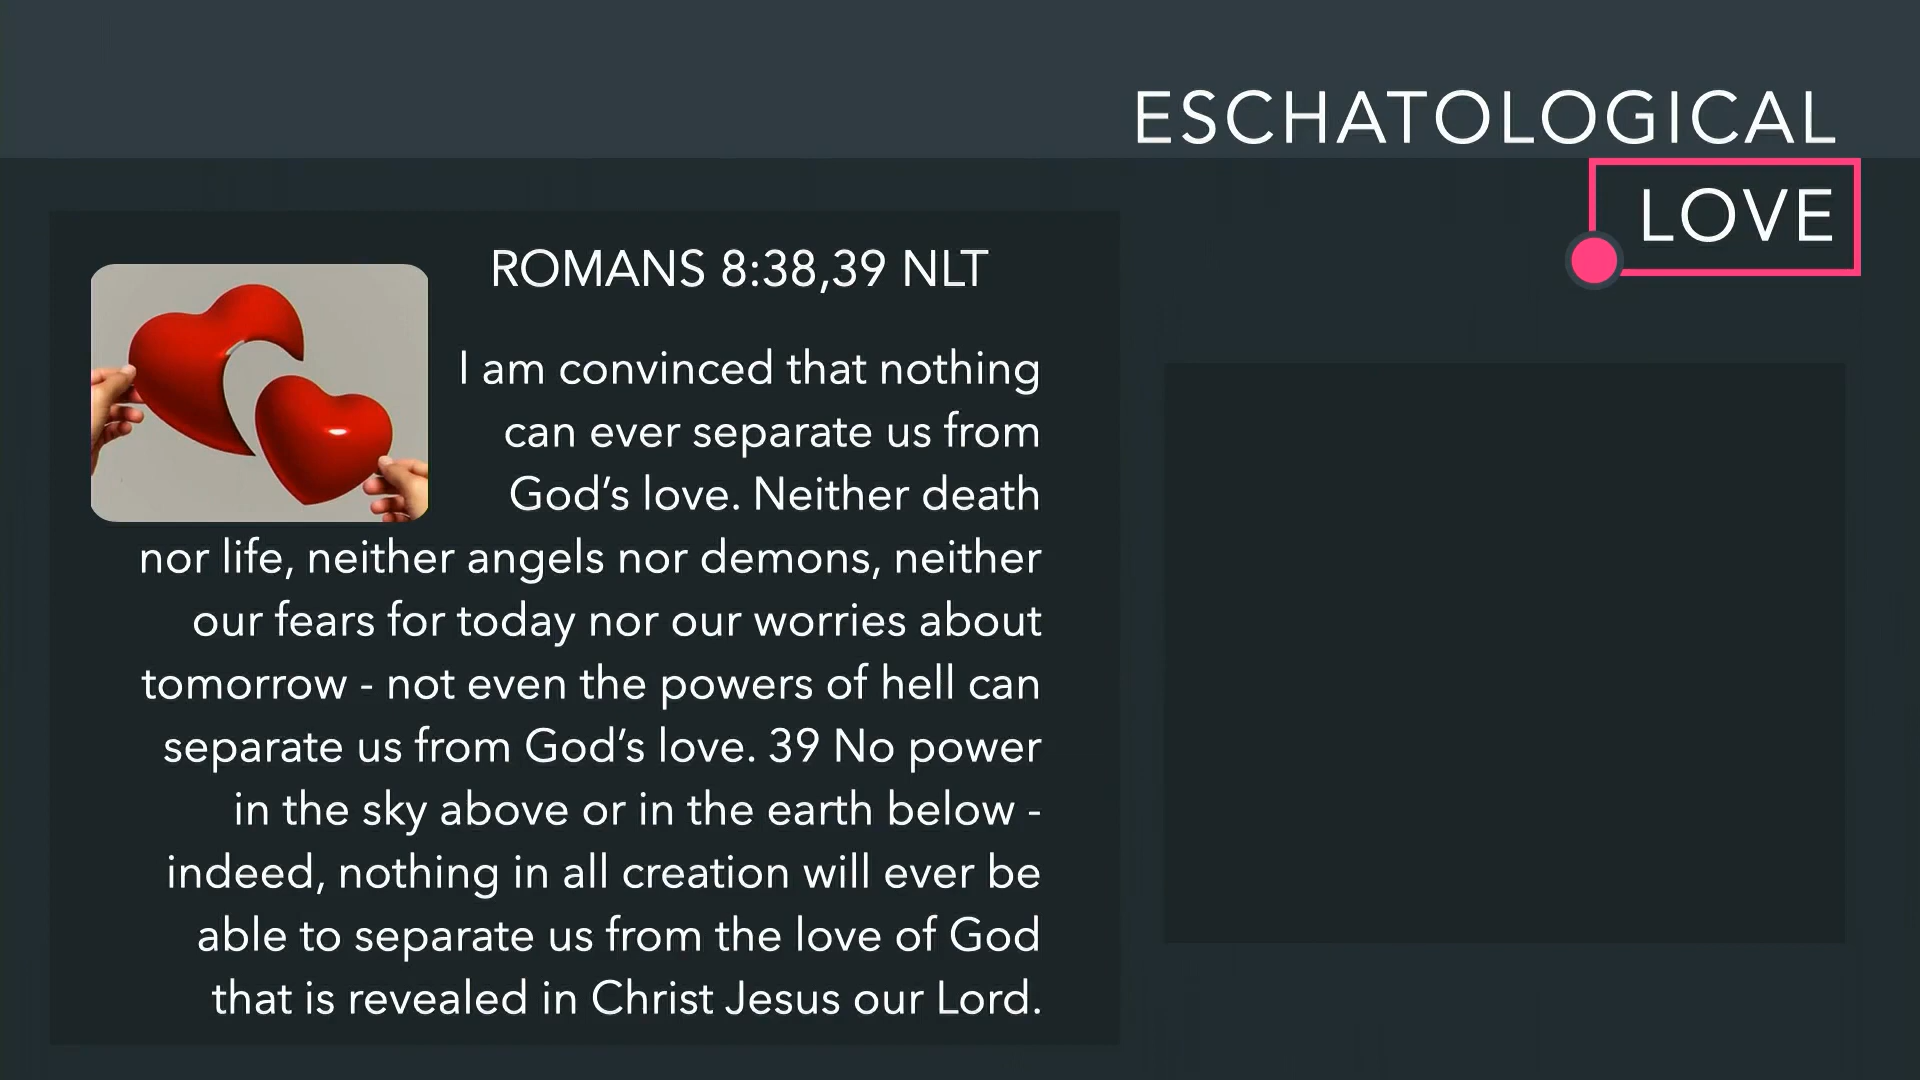 ESCHATOLOGICAL
LOVE
ROMANS 8:38,39 NLT
I am convinced that nothing
can ever separate us from
God’s love. Neither death
nor life, neither angels nor demons, neither
our fears for today nor our worries about
tomorrow - not even the powers of hell can
separate us from God’s love. 39 No power
in the sky above or in the earth below -
indeed, nothing in all creation will ever be
able to separate us from the love of God
that is revealed in Christ Jesus our Lord.